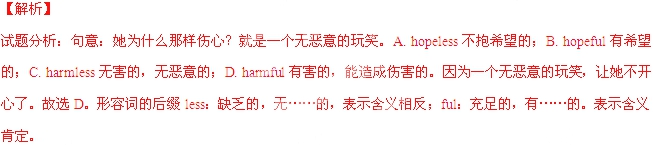 【解析】
试题分析：句意：她为什么那样伤心？就是一个无恶意的玩笑。A. hopeless 不抱希望的；B. hopeful 有希望
的；C. harmless 无害的，无恶意的；D. harmful 有害的，能造成伤害的。因为一个无恶意的玩笑，让她不开
心了。故选 D。形容词的后缀 less：缺乏的，无……的，表示含义相反；ful：充足的，有……的。表示含义
肯定。